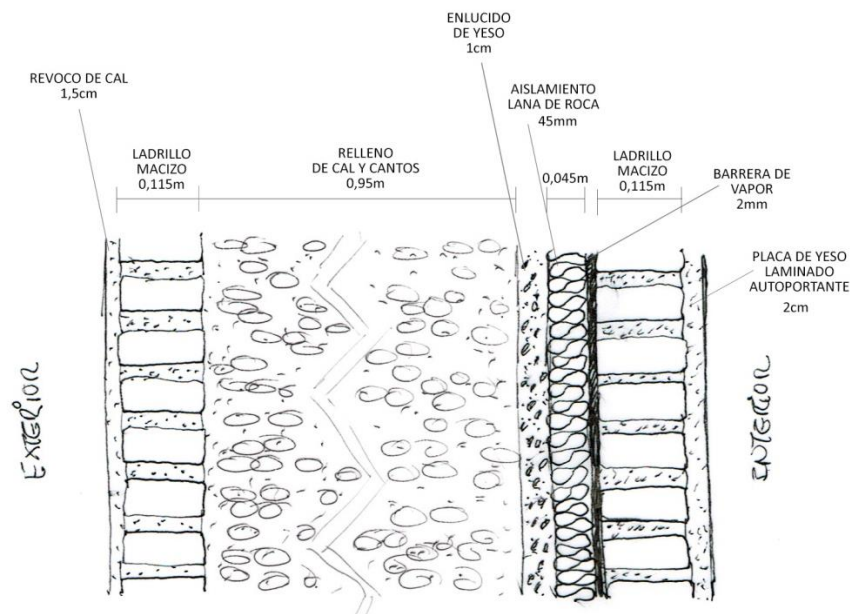 ENLUCIDO
DE YESO
1cm
REVOCO DE CAL
1,5cm
AISLAMIENTO
LANA DE ROCA
45mm
LADRILLO
MACIZO
0,115m
RELLENO
DE CAL Y CANTOS
0,95m
0,045m
LADRILLO
MACIZO
0,115m
BARRERA DE
VAPOR
2mm
PLACA DE YESO
LAMINADO
AUTOPORTANTE
2cm
EXTERIOR
INTERIOR